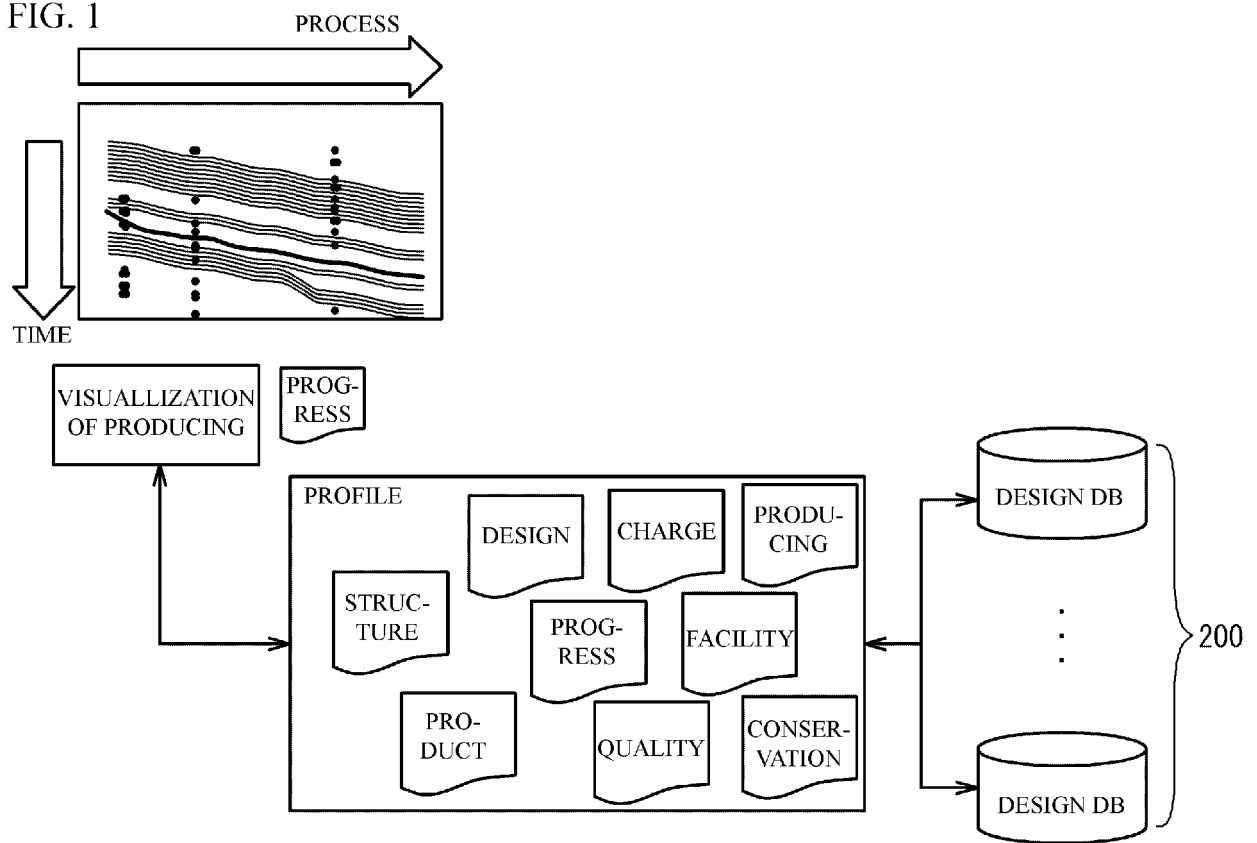 FIG. 1
PROCESS
TIME
VISUALLIZATION
OF PRODUCING
PROG-
RESS
PROFILE
DESIGN
CHARGE
PRODU-
CING
STRUC-
TURE
PROG-
RESS
FACILITY
PRO-
DUCT
QUALITY
CONSER-
VATION
DESIGN DB
200
DESIGN DB